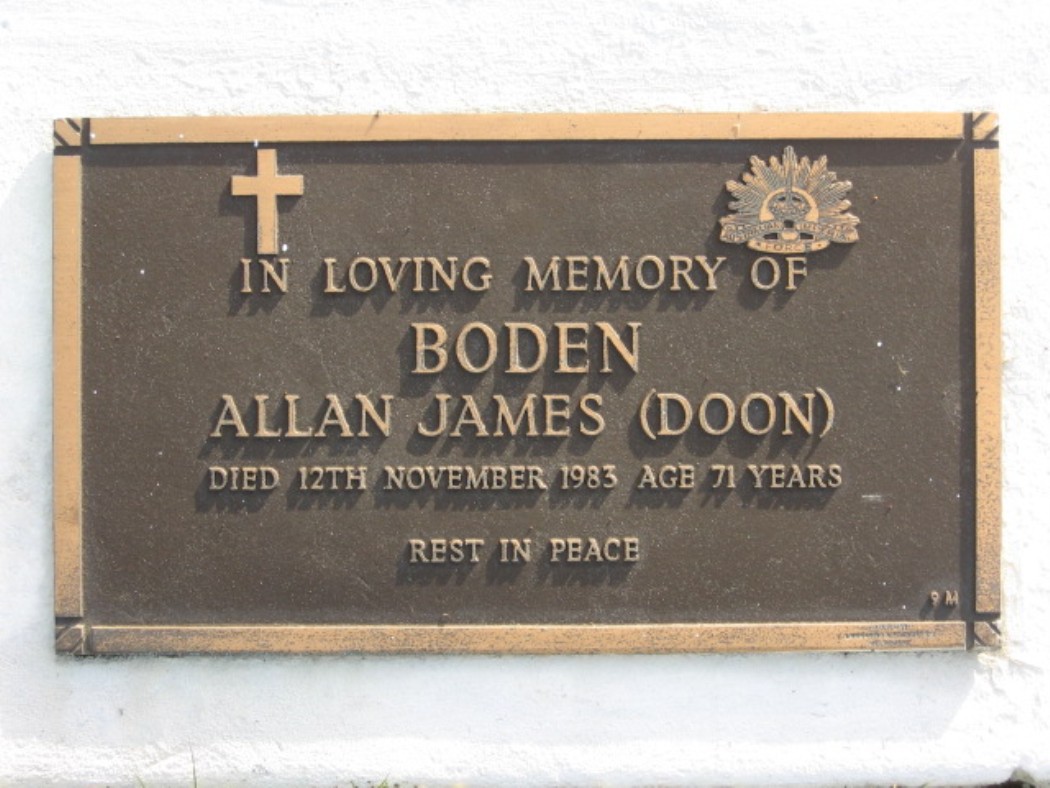 IN LOVING MEMORY OF
BODEN
ALLAN JAMES (DOON)
DIED 12TH NOVEMBER 1983 AGE 71 YEARS
REST IN PEACE
9 M